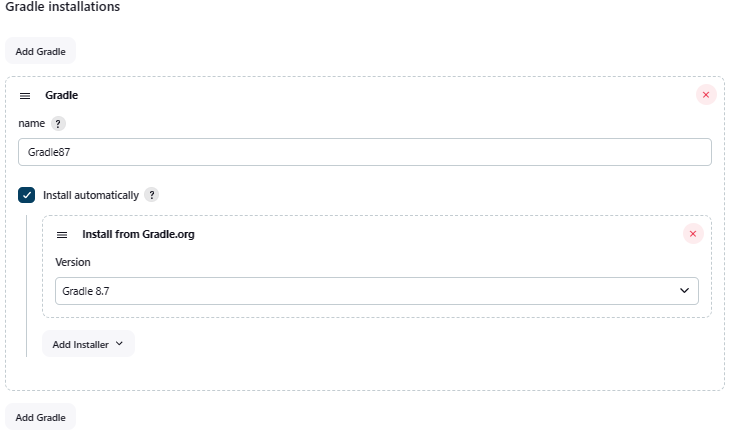 Gradle installations
Add Gradle
Gradle
name ?
Gradle87
Install automatically ?
Install from Gradle.org
Version
Gradle 8.7
Add Installer
Add Gradle